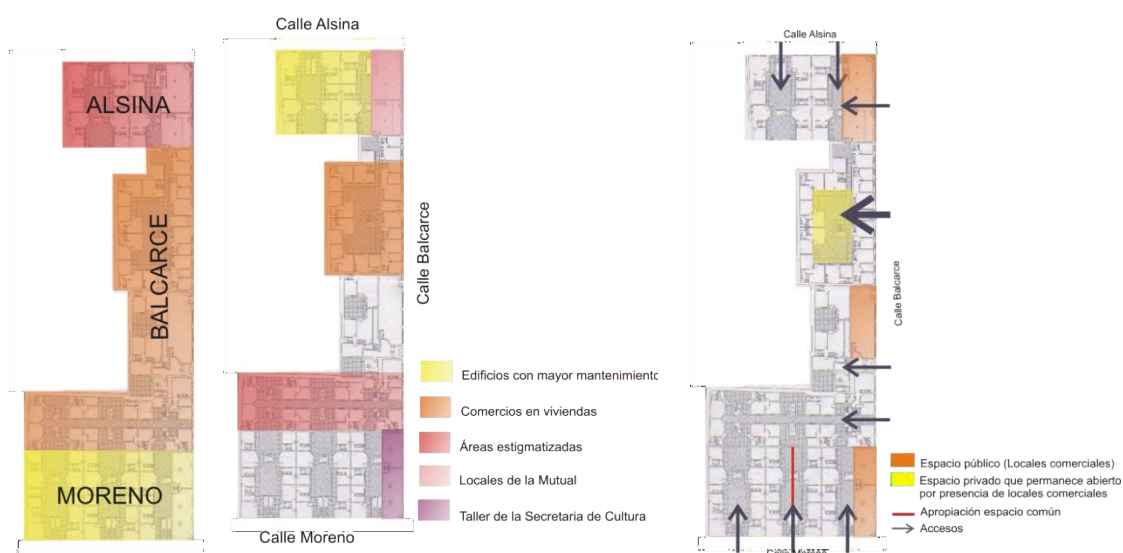 ALSINA
BALCARCE
MORENO
Calle Alsina
Calle Balcarce
Calle Moreno
Edificios con mayor mantenimiento
Comercios en viviendas
Áreas estigmatizadas
Locales de la Mutual
Taller de la Secretaria de Cultura
Calle Alsina
Calle Balcarce
Espacio público (Locales comerciales)
Espacio privado que permanece abierto
por presencia de locales comerciales
Apropiación espacio común
Accesos